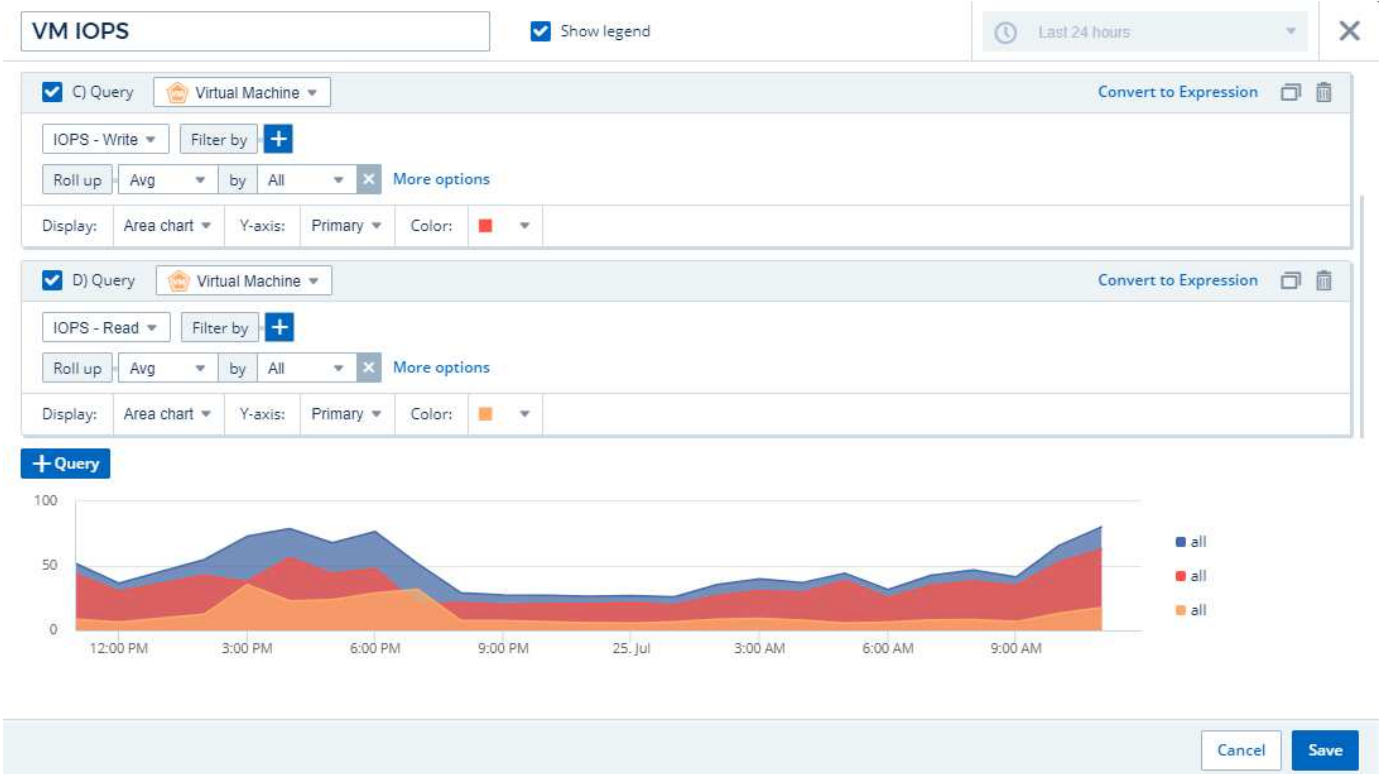 VM IOPS
Show legend
Last 24 hours
C) Query Virtual Machine Convert to Expression
IOPS - Write Filter by
Roll up Avg by All More options
Display: Area chart Y-axis: Primary Color:
D) Query Virtual Machine Convert to Expression
IOPS - Read Filter by
Roll up Avg by All More options
Display: Area chart Y-axis: Primary Color:
+ Query
100
50
0
12:00 PM 3:00 PM 6:00 PM 9:00 PM 25. Jul 3:00 AM 6:00 AM 9:00 AM
all
all
all
Cancel Save